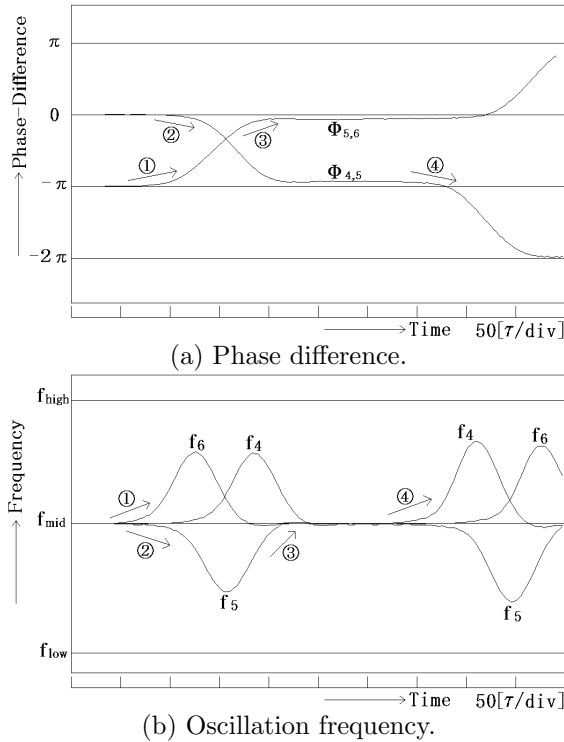 Phase-Difference
π
0
−π
−2π
①
②
③
④
Φ5,6
Φ4,5
Time 50[τ/div]
(a) Phase difference.
Frequency
fhigh
fmid
flow
①
②
③
④
f6
f4
f5
f4
f6
f5
Time 50[τ/div]
(b) Oscillation frequency.